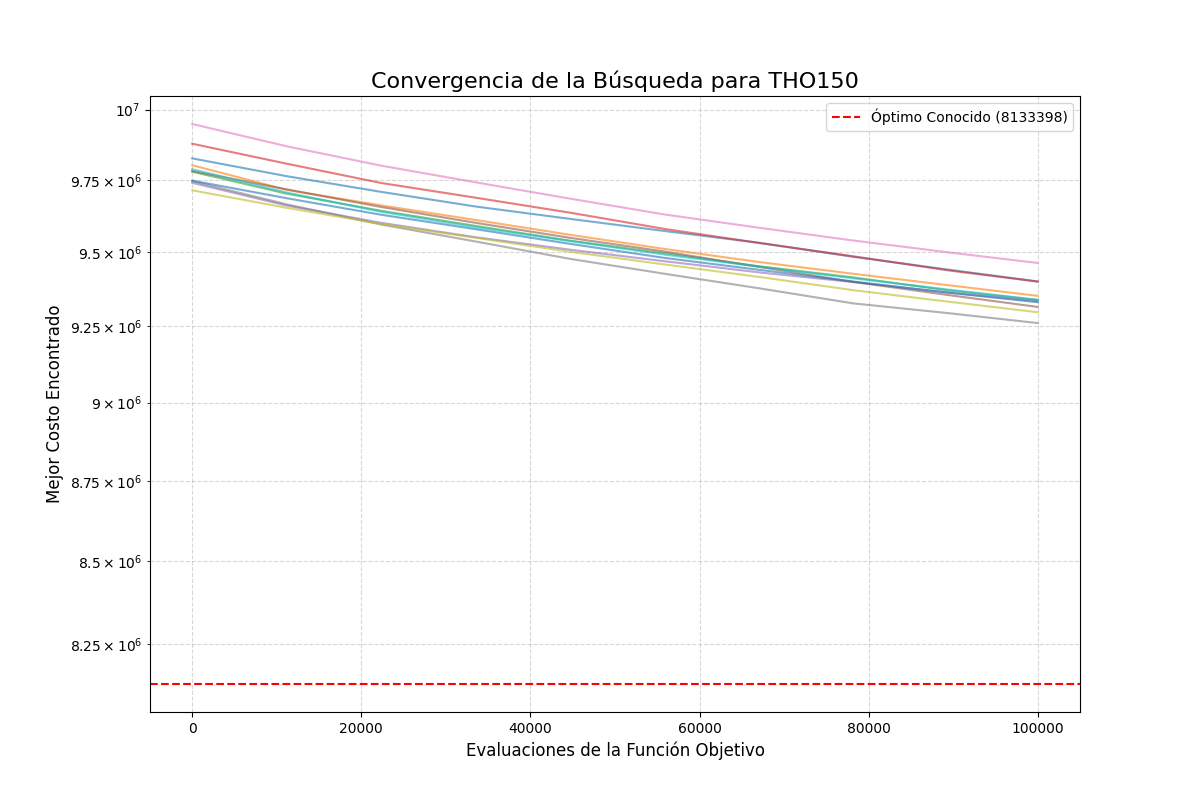 Convergencia de la Búsqueda para THO150
Óptimo Conocido (8133398)
Mejor Costo Encontrado
10⁷
9.75 × 10⁶
9.5 × 10⁶
9.25 × 10⁶
9 × 10⁶
8.75 × 10⁶
8.5 × 10⁶
8.25 × 10⁶
0 20000 40000 60000 80000 100000
Evaluaciones de la Función Objetivo